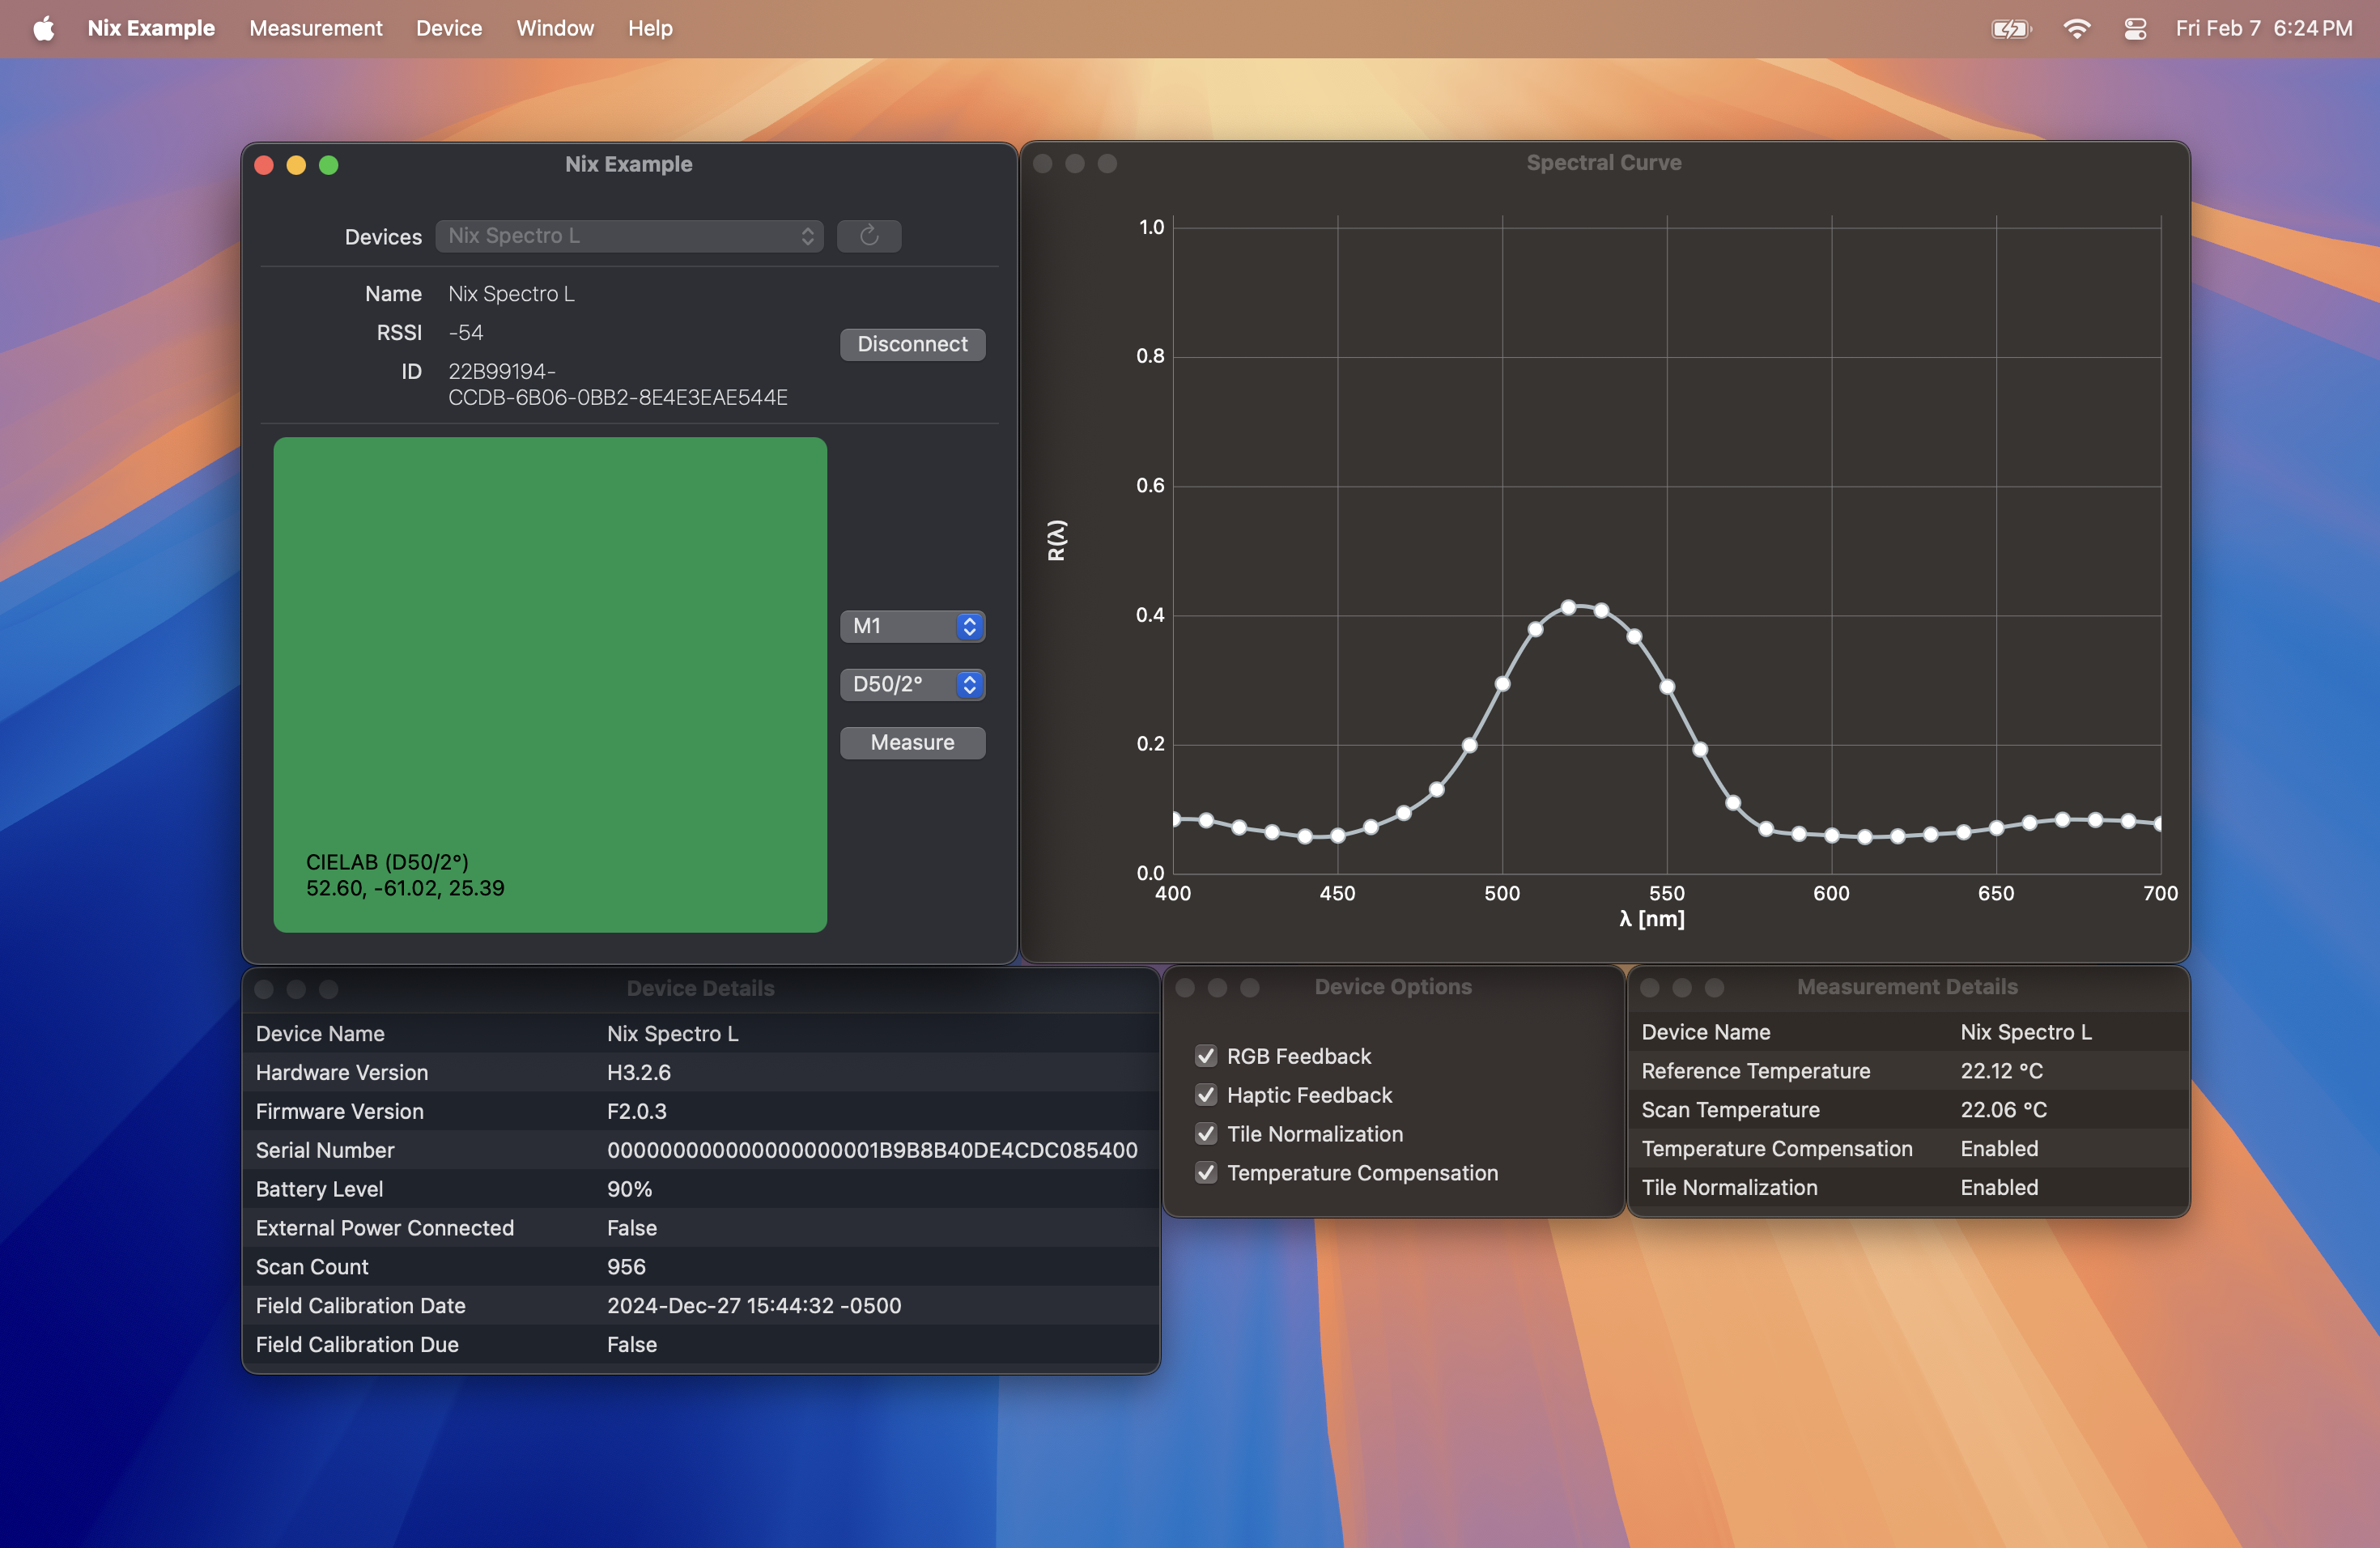 Nix Example Measurement Device Window Help Fri Feb 7 6:24 PM
Nix Example
Devices Nix Spectro L
Name Nix Spectro L
RSSI -54
Disconnect
ID 22B99194-
CCDB-6B06-0BB2-8E4E3EAE544E
M1
D50/2°
Measure
CIELAB (D50/2°)
52.60, -61.02, 25.39
Spectral Curve
1.0
0.8
0.6
R(λ)
0.4
0.2
0.0
400 450 500 550 600 650 700
λ [nm]
Device Details
Device Name Nix Spectro L
Hardware Version H3.2.6
Firmware Version F2.0.3
Serial Number 000000000000000000001B9B8B40DE4CDC085400
Battery Level 90%
External Power Connected False
Scan Count 956
Field Calibration Date 2024-Dec-27 15:44:32 -0500
Field Calibration Due False
Device Options
RGB Feedback
Haptic Feedback
Tile Normalization
Temperature Compensation
Measurement Details
Device Name Nix Spectro L
Reference Temperature 22.12 °C
Scan Temperature 22.06 °C
Temperature Compensation Enabled
Tile Normalization Enabled